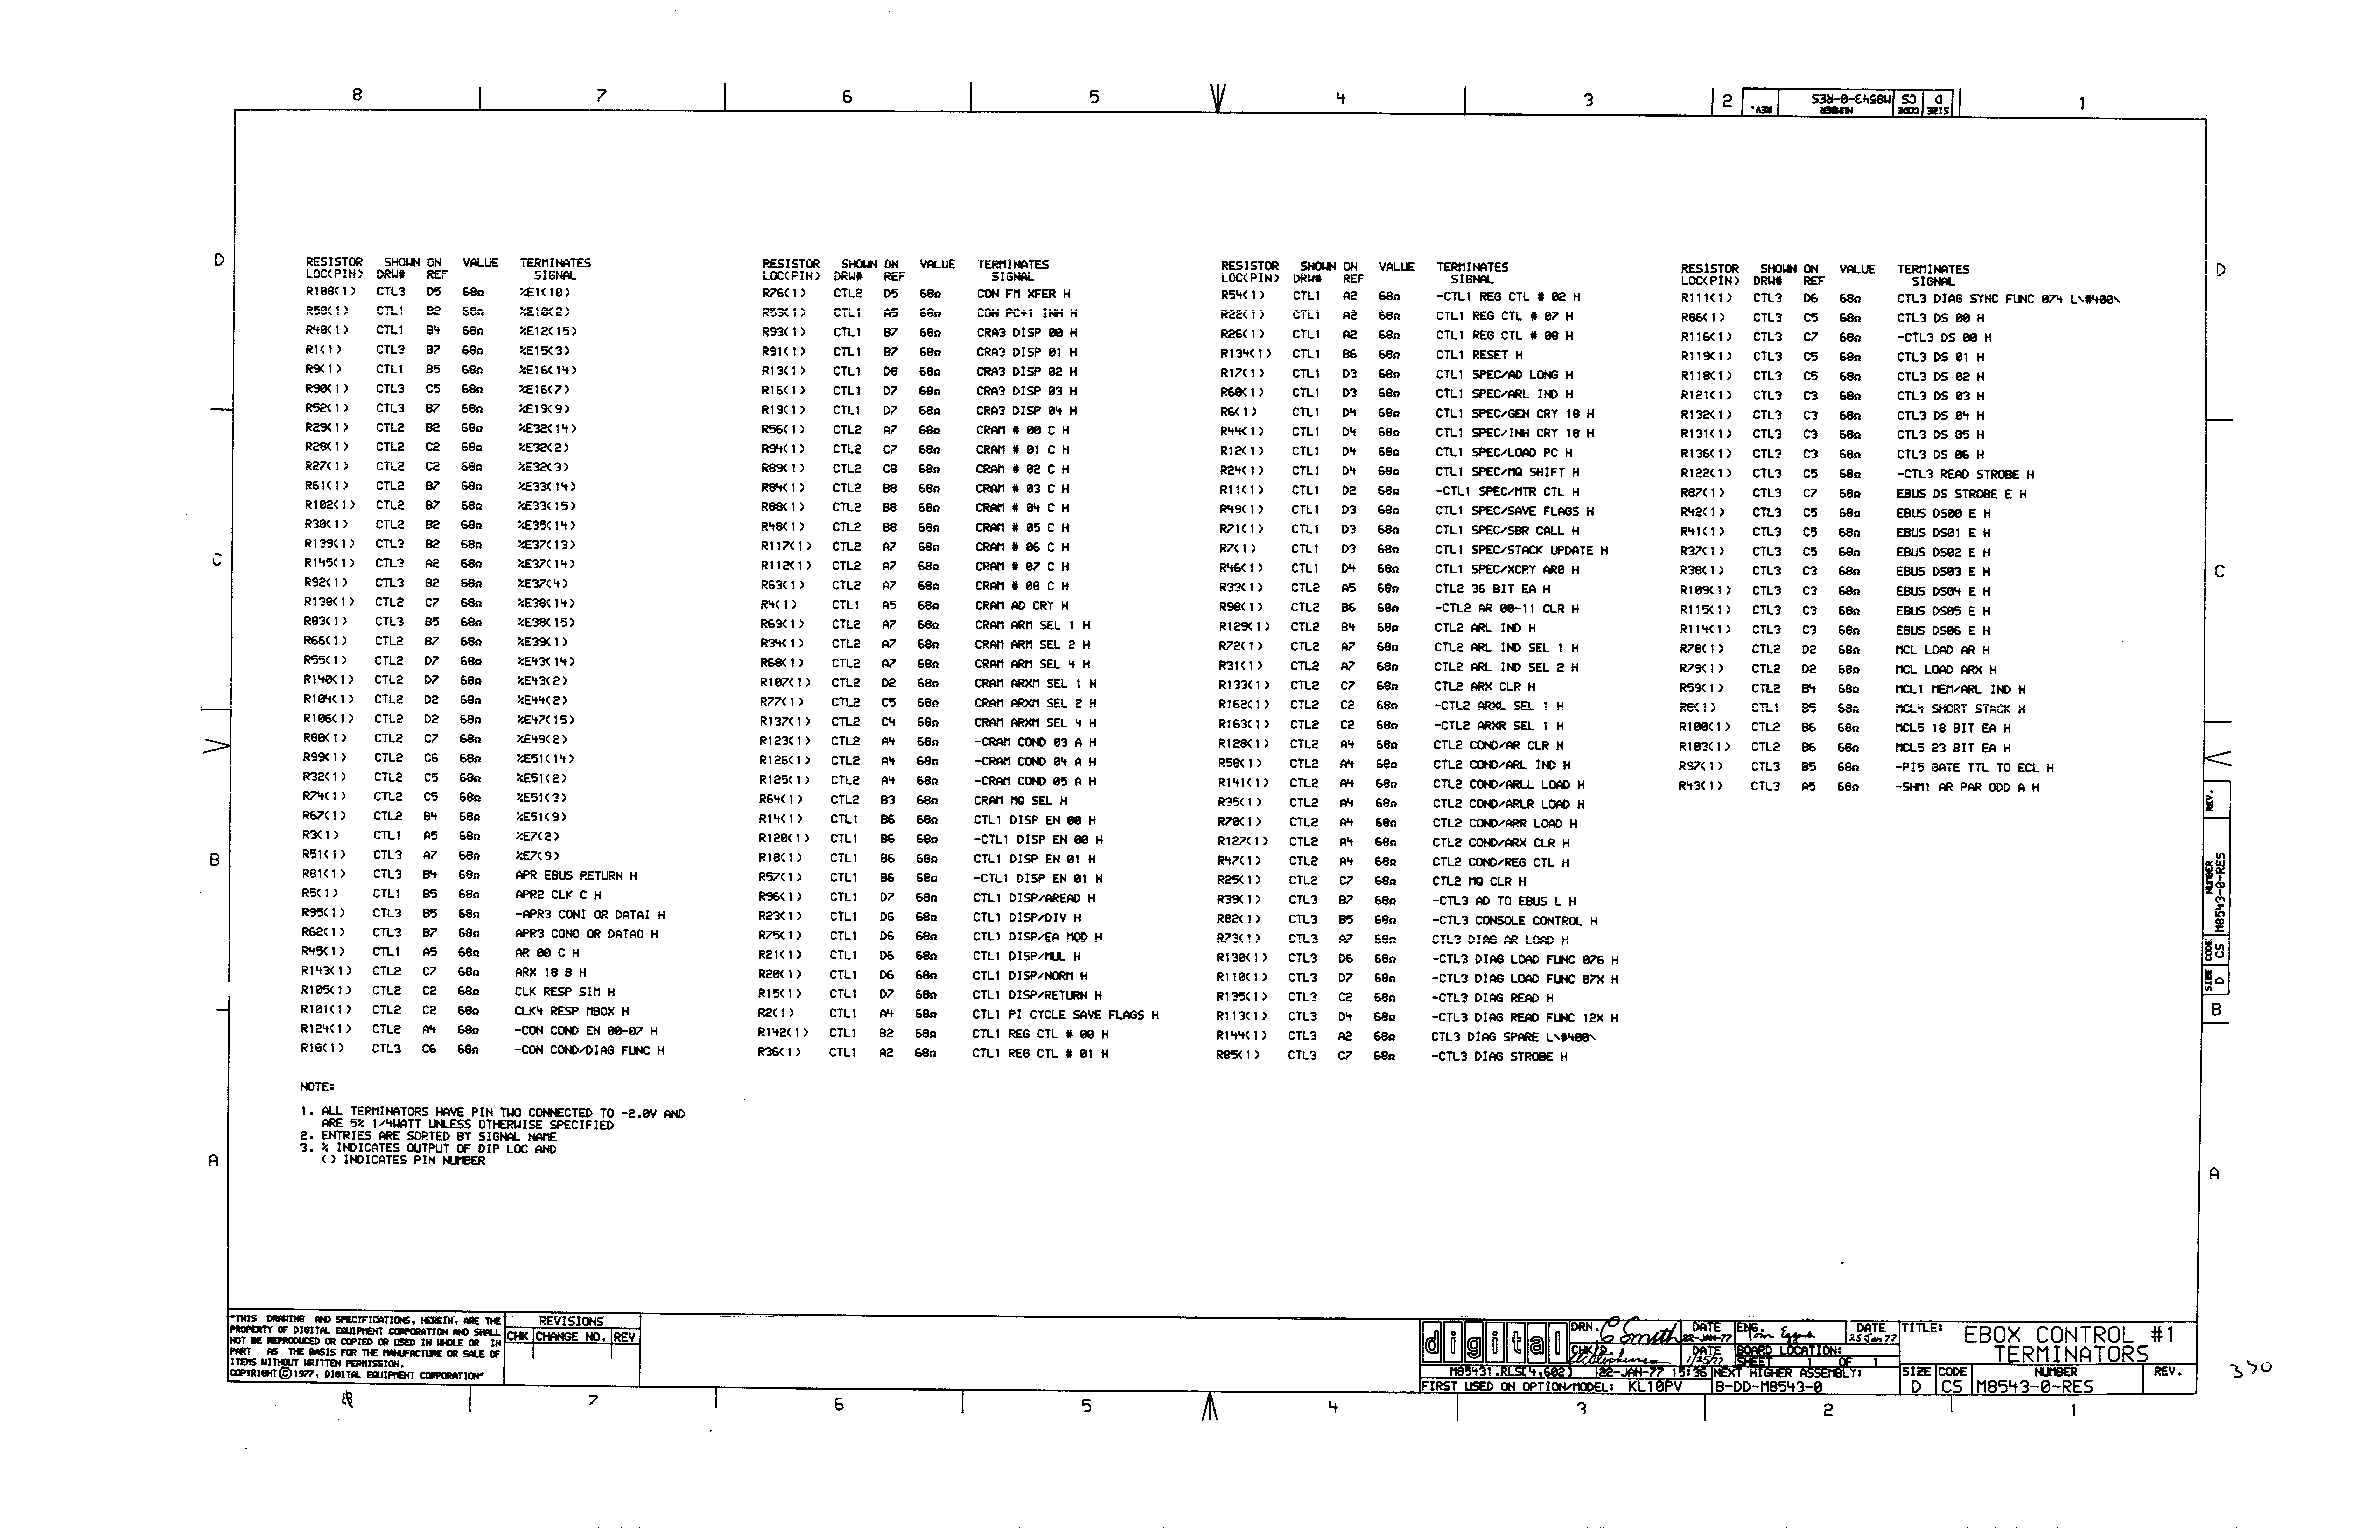 8 7 6 5 4 3 2 1
REV. NUMBER M8543-0-RES CODE CS SIZE D
D D
RESISTOR SHOWN ON VALUE TERMINATES
LOC(PIN) DRW# REF SIGNAL
R108(1) CTL3 D5 68Ω %E1(10)
R50(1) CTL1 B2 68Ω %E10(2)
R40(1) CTL1 B4 68Ω %E12(15)
R1(1) CTL3 B7 68Ω %E15(3)
R9(1) CTL1 B5 68Ω %E16(14)
R90(1) CTL3 C5 68Ω %E16(7)
R52(1) CTL3 B7 68Ω %E19(9)
R29(1) CTL2 B2 68Ω %E32(14)
R28(1) CTL2 C2 68Ω %E32(2)
R27(1) CTL2 C2 68Ω %E32(3)
R61(1) CTL2 B7 68Ω %E33(14)
R102(1) CTL2 B7 68Ω %E33(15)
R30(1) CTL2 B2 68Ω %E35(14)
R139(1) CTL3 B2 68Ω %E37(13)
R145(1) CTL3 A2 68Ω %E37(14)
R92(1) CTL3 B2 68Ω %E37(4)
R138(1) CTL2 C7 68Ω %E38(14)
R83(1) CTL3 B5 68Ω %E38(15)
R66(1) CTL2 B7 68Ω %E39(1)
R55(1) CTL2 D7 68Ω %E43(14)
R140(1) CTL2 D7 68Ω %E43(2)
R104(1) CTL2 D2 68Ω %E44(2)
R106(1) CTL2 D2 68Ω %E47(15)
R80(1) CTL2 C7 68Ω %E49(2)
R99(1) CTL2 C6 68Ω %E51(14)
R32(1) CTL2 C5 68Ω %E51(2)
R74(1) CTL2 C5 68Ω %E51(3)
R67(1) CTL2 B4 68Ω %E51(9)
R3(1) CTL1 A5 68Ω %E7(2)
R51(1) CTL3 A7 68Ω %E7(9)
R81(1) CTL3 B4 68Ω APR EBUS RETURN H
R5(1) CTL1 B5 68Ω APR2 CLK C H
R95(1) CTL3 B5 68Ω -APR3 CONI OR DATAI H
R62(1) CTL3 B7 68Ω APR3 CONO OR DATAO H
R45(1) CTL1 A5 68Ω AR 00 C H
R143(1) CTL2 C7 68Ω ARX 18 B H
R105(1) CTL2 C2 68Ω CLK RESP SIM H
R101(1) CTL2 C2 68Ω CLK4 RESP MBOX H
R124(1) CTL2 A4 68Ω -CON COND EN 00-07 H
R10(1) CTL3 C6 68Ω -CON COND/DIAG FUNC H
RESISTOR SHOWN ON VALUE TERMINATES
LOC(PIN) DRW# REF SIGNAL
R76(1) CTL2 D5 68Ω CON FM XFER H
R53(1) CTL1 A5 68Ω CON PC+1 INH H
R93(1) CTL1 B7 68Ω CRA3 DISP 00 H
R91(1) CTL1 B7 68Ω CRA3 DISP 01 H
R13(1) CTL1 D8 68Ω CRA3 DISP 02 H
R16(1) CTL1 D7 68Ω CRA3 DISP 03 H
R19(1) CTL1 D7 68Ω CRA3 DISP 04 H
R56(1) CTL2 A7 68Ω CRAM # 00 C H
R94(1) CTL2 C7 68Ω CRAM # 01 C H
R89(1) CTL2 C8 68Ω CRAM # 02 C H
R84(1) CTL2 B8 68Ω CRAM # 03 C H
R88(1) CTL2 B8 68Ω CRAM # 04 C H
R48(1) CTL2 B8 68Ω CRAM # 05 C H
R117(1) CTL2 A7 68Ω CRAM # 06 C H
R112(1) CTL2 A7 68Ω CRAM # 07 C H
R63(1) CTL2 A7 68Ω CRAM # 08 C H
R4(1) CTL1 A5 68Ω CRAM AD CRY H
R69(1) CTL2 A7 68Ω CRAM ARM SEL 1 H
R34(1) CTL2 A7 68Ω CRAM ARM SEL 2 H
R68(1) CTL2 A7 68Ω CRAM ARM SEL 4 H
R107(1) CTL2 D2 68Ω CRAM ARXM SEL 1 H
R77(1) CTL2 C5 68Ω CRAM ARXM SEL 2 H
R137(1) CTL2 C4 68Ω CRAM ARXM SEL 4 H
R123(1) CTL2 A4 68Ω -CRAM COND 03 A H
R126(1) CTL2 A4 68Ω -CRAM COND 04 A H
R125(1) CTL2 A4 68Ω -CRAM COND 05 A H
R64(1) CTL2 B3 68Ω CRAM MQ SEL H
R14(1) CTL1 B6 68Ω CTL1 DISP EN 00 H
R120(1) CTL1 B6 68Ω -CTL1 DISP EN 00 H
R18(1) CTL1 B6 68Ω CTL1 DISP EN 01 H
R57(1) CTL1 B6 68Ω -CTL1 DISP EN 01 H
R96(1) CTL1 D7 68Ω CTL1 DISP/AREAD H
R23(1) CTL1 D6 68Ω CTL1 DISP/DIV H
R75(1) CTL1 D6 68Ω CTL1 DISP/EA MOD H
R21(1) CTL1 D6 68Ω CTL1 DISP/MUL H
R20(1) CTL1 D6 68Ω CTL1 DISP/NORM H
R15(1) CTL1 D7 68Ω CTL1 DISP/RETURN H
R2(1) CTL1 A4 68Ω CTL1 PI CYCLE SAVE FLAGS H
R142(1) CTL1 B2 68Ω CTL1 REG CTL # 00 H
R36(1) CTL1 A2 68Ω CTL1 REG CTL # 01 H
RESISTOR SHOWN ON VALUE TERMINATES
LOC(PIN) DRW# REF SIGNAL
R54(1) CTL1 A2 68Ω -CTL1 REG CTL # 02 H
R22(1) CTL1 A2 68Ω CTL1 REG CTL # 07 H
R26(1) CTL1 A2 68Ω CTL1 REG CTL # 08 H
R134(1) CTL1 B6 68Ω CTL1 RESET H
R17(1) CTL1 D3 68Ω CTL1 SPEC/AD LONG H
R60(1) CTL1 D3 68Ω CTL1 SPEC/ARL IND H
R6(1) CTL1 D4 68Ω CTL1 SPEC/GEN CRY 18 H
R44(1) CTL1 D4 68Ω CTL1 SPEC/INH CRY 18 H
R12(1) CTL1 D4 68Ω CTL1 SPEC/LOAD PC H
R24(1) CTL1 D4 68Ω CTL1 SPEC/MQ SHIFT H
R11(1) CTL1 D2 68Ω -CTL1 SPEC/MTR CTL H
R49(1) CTL1 D3 68Ω CTL1 SPEC/SAVE FLAGS H
R71(1) CTL1 D3 68Ω CTL1 SPEC/SBR CALL H
R7(1) CTL1 D3 68Ω CTL1 SPEC/STACK UPDATE H
R46(1) CTL1 D4 68Ω CTL1 SPEC/XCRY AR0 H
R33(1) CTL2 A5 68Ω CTL2 36 BIT EA H
R98(1) CTL2 B6 68Ω -CTL2 AR 00-11 CLR H
R129(1) CTL2 B4 68Ω CTL2 ARL IND H
R72(1) CTL2 A7 68Ω CTL2 ARL IND SEL 1 H
R31(1) CTL2 A7 68Ω CTL2 ARL IND SEL 2 H
R133(1) CTL2 C7 68Ω CTL2 ARX CLR H
R162(1) CTL2 C2 68Ω -CTL2 ARXL SEL 1 H
R163(1) CTL2 C2 68Ω -CTL2 ARXR SEL 1 H
R128(1) CTL2 A4 68Ω CTL2 COND/AR CLR H
R58(1) CTL2 A4 68Ω CTL2 COND/ARL IND H
R141(1) CTL2 A4 68Ω CTL2 COND/ARLL LOAD H
R35(1) CTL2 A4 68Ω CTL2 COND/ARLR LOAD H
R70(1) CTL2 A4 68Ω CTL2 COND/ARR LOAD H
R127(1) CTL2 A4 68Ω CTL2 COND/ARX CLR H
R47(1) CTL2 A4 68Ω CTL2 COND/REG CTL H
R25(1) CTL2 C7 68Ω CTL2 MQ CLR H
R39(1) CTL3 B7 68Ω -CTL3 AD TO EBUS L H
R82(1) CTL3 B5 68Ω -CTL3 CONSOLE CONTROL H
R73(1) CTL3 A7 68Ω CTL3 DIAG AR LOAD H
R130(1) CTL3 D6 68Ω -CTL3 DIAG LOAD FUNC 076 H
R110(1) CTL3 D7 68Ω -CTL3 DIAG LOAD FUNC 07X H
R135(1) CTL3 C2 68Ω -CTL3 DIAG READ H
R113(1) CTL3 D4 68Ω -CTL3 DIAG READ FUNC 12X H
R144(1) CTL3 A2 68Ω CTL3 DIAG SPARE L\#400\
R85(1) CTL3 C7 68Ω -CTL3 DIAG STROBE H
RESISTOR SHOWN ON VALUE TERMINATES
LOC(PIN) DRW# REF SIGNAL
R111(1) CTL3 D6 68Ω CTL3 DIAG SYNC FUNC 074 L\#400\
R86(1) CTL3 C5 68Ω CTL3 DS 00 H
R116(1) CTL3 C7 68Ω -CTL3 DS 00 H
R119(1) CTL3 C5 68Ω CTL3 DS 01 H
R118(1) CTL3 C5 68Ω CTL3 DS 02 H
R121(1) CTL3 C3 68Ω CTL3 DS 03 H
R132(1) CTL3 C3 68Ω CTL3 DS 04 H
R131(1) CTL3 C3 68Ω CTL3 DS 05 H
R136(1) CTL3 C3 68Ω CTL3 DS 06 H
R122(1) CTL3 C5 68Ω -CTL3 READ STROBE H
R87(1) CTL3 C7 68Ω EBUS DS STROBE E H
R42(1) CTL3 C5 68Ω EBUS DS00 E H
R41(1) CTL3 C5 68Ω EBUS DS01 E H
R37(1) CTL3 C5 68Ω EBUS DS02 E H
R38(1) CTL3 C3 68Ω EBUS DS03 E H
R109(1) CTL3 C3 68Ω EBUS DS04 E H
R115(1) CTL3 C3 68Ω EBUS DS05 E H
R114(1) CTL3 C3 68Ω EBUS DS06 E H
R78(1) CTL2 D2 68Ω MCL LOAD AR H
R79(1) CTL2 D2 68Ω MCL LOAD ARX H
R59(1) CTL2 B4 68Ω MCL1 MEM/ARL IND H
R8(1) CTL1 B5 68Ω MCL4 SHORT STACK H
R100(1) CTL2 B6 68Ω MCL5 18 BIT EA H
R103(1) CTL2 B6 68Ω MCL5 23 BIT EA H
R97(1) CTL3 B5 68Ω -PI5 GATE TTL TO ECL H
R43(1) CTL3 A5 68Ω -SHM1 AR PAR ODD A H
C C
B B
A A
REV.
NUMBER M8543-0-RES
CODE CS
SIZE D
NOTE:
1. ALL TERMINATORS HAVE PIN TWO CONNECTED TO -2.0V AND
ARE 5% 1/4WATT UNLESS OTHERWISE SPECIFIED
2. ENTRIES ARE SORTED BY SIGNAL NAME
3. % INDICATES OUTPUT OF DIP LOC AND
() INDICATES PIN NUMBER
"THIS DRAWING AND SPECIFICATIONS, HEREIN, ARE THE
PROPERTY OF DIGITAL EQUIPMENT CORPORATION AND SHALL
NOT BE REPRODUCED OR COPIED OR USED IN WHOLE OR IN
PART AS THE BASIS FOR THE MANUFACTURE OR SALE OF
ITEMS WITHOUT WRITTEN PERMISSION.
COPYRIGHT © 1977, DIGITAL EQUIPMENT CORPORATION"
REVISIONS
CHK CHANGE NO. REV
digital
DRN. C Smith DATE 22-JAN-77 ENG. Tom Eggers DATE 25 Jan 77
CHK'D. DATE 1/25/77 BOARD LOCATION:
SHEET 1 OF 1
M85431.RLS[4,602] 22-JAN-77 15:36 NEXT HIGHER ASSEMBLY:
FIRST USED ON OPTION/MODEL: KL10PV B-DD-M8543-0
TITLE: EBOX CONTROL #1
TERMINATORS
SIZE CODE NUMBER REV.
D CS M8543-0-RES
8 7 6 5 4 3 2 1